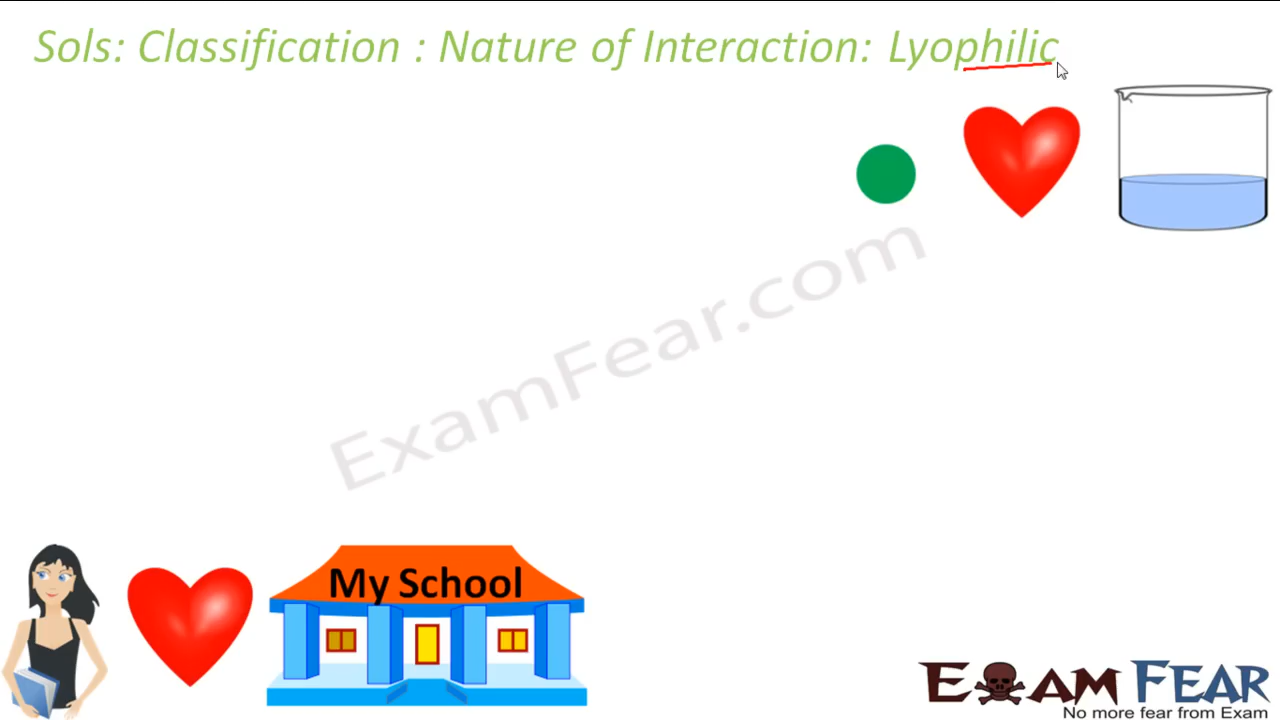 Sols: Classification : Nature of Interaction: Lyophilic
ExamFear.com
My School
EXAM FEAR
No more fear from Exam